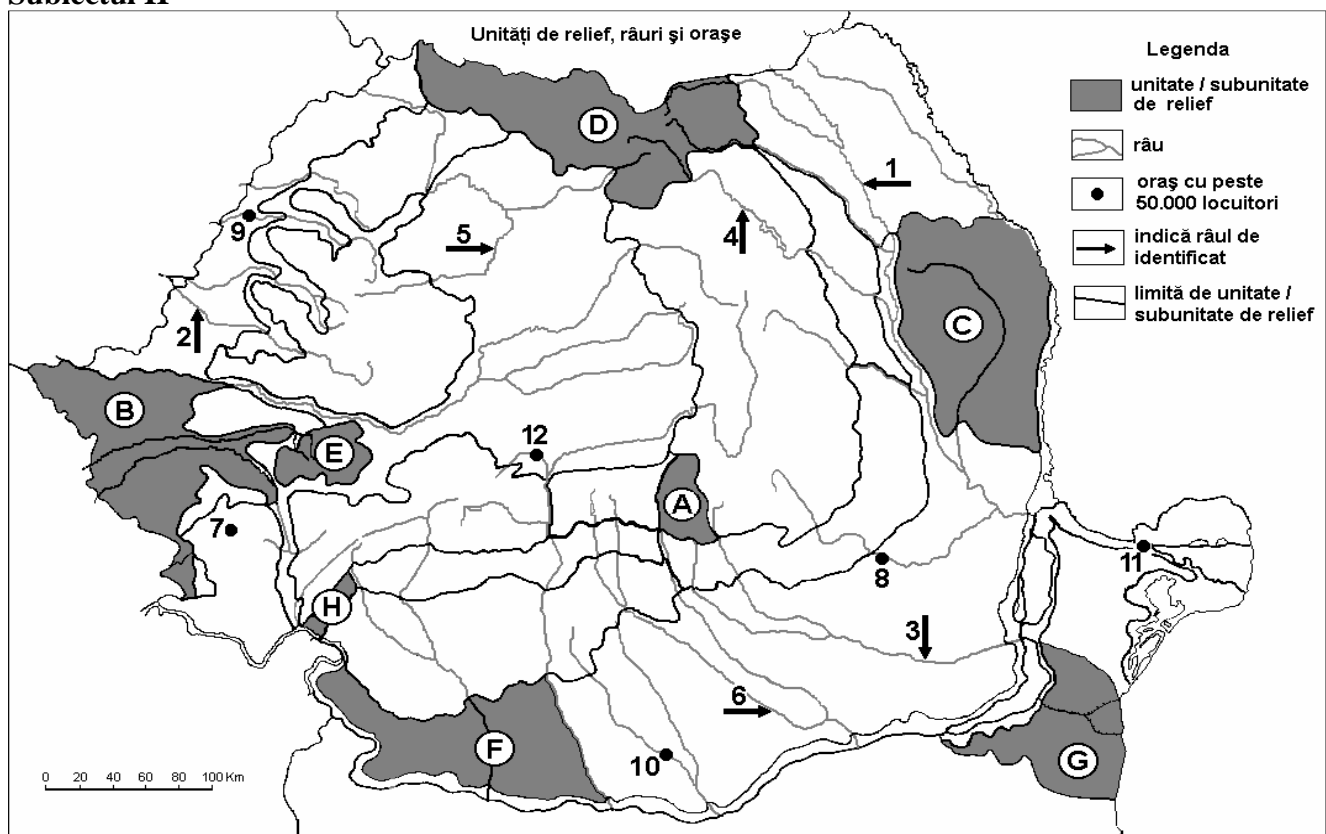 Subiectul II
Unități de relief, râuri și orașe
Legenda
unitate / subunitate
de relief
râu
oraș cu peste
50.000 locuitori
indică râul de
identificat
limită de unitate /
subunitate de relief
D
1
9
5
4
C
2
B
12
E
A
7
8
11
H
3
6
F
10
G
0 20 40 60 80 100 Km